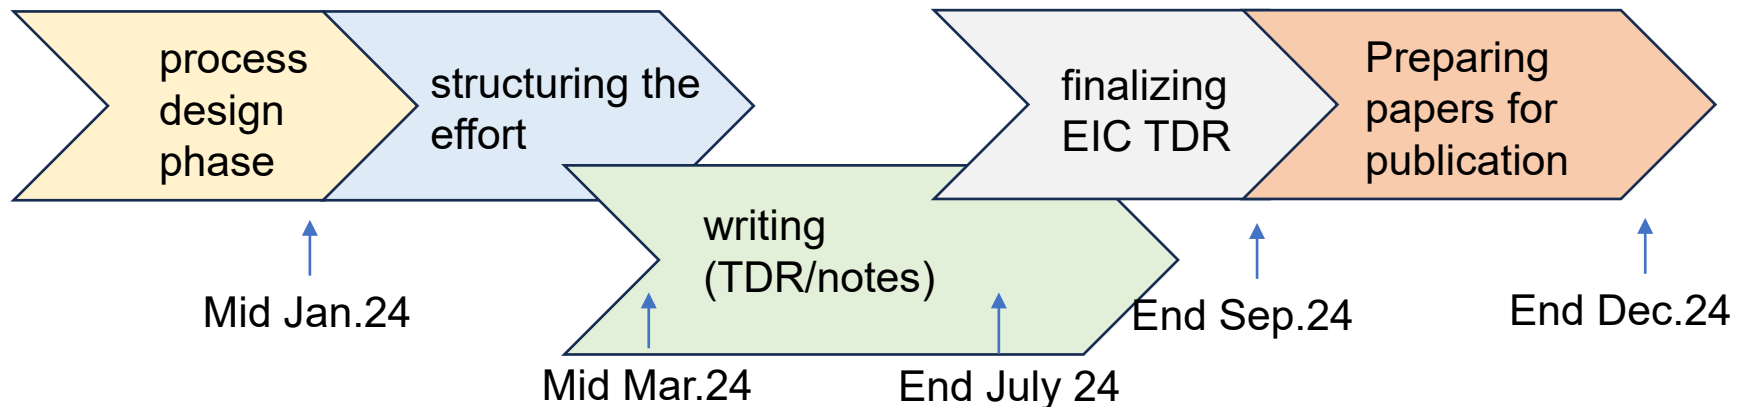 process
design
phase
structuring the
effort
writing
(TDR/notes)
finalizing
EIC TDR
Preparing
papers for
publication
Mid Jan.24
Mid Mar.24
End July 24
End Sep.24
End Dec.24